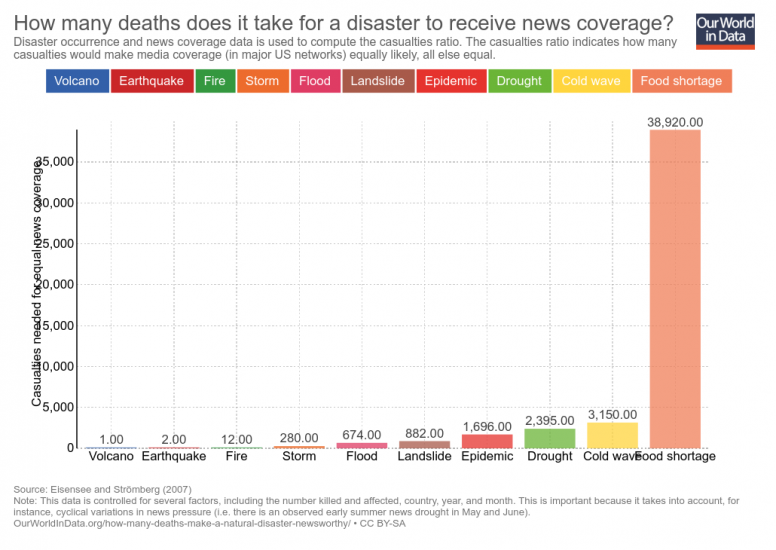 How many deaths does it take for a disaster to receive news coverage?
Our World
in Data
Disaster occurrence and news coverage data is used to compute the casualties ratio. The casualties ratio indicates how many
casualties would make media coverage (in major US networks) equally likely, all else equal.
Volcano Earthquake Fire Storm Flood Landslide Epidemic Drought Cold wave Food shortage
38,920.00
35,000
30,000
25,000
20,000
15,000
10,000
5,000
0
Casualties needed for equal news coverage
1.00 2.00 12.00 280.00 674.00 882.00 1,696.00 2,395.00 3,150.00
Volcano Earthquake Fire Storm Flood Landslide Epidemic Drought Cold wave Food shortage
Source: Eisensee and Strömberg (2007)
Note: This data is controlled for several factors, including the number killed and affected, country, year, and month. This is important because it takes into account, for
instance, cyclical variations in news pressure (i.e. there is an observed early summer news drought in May and June).
OurWorldInData.org/how-many-deaths-make-a-natural-disaster-newsworthy/ • CC BY-SA